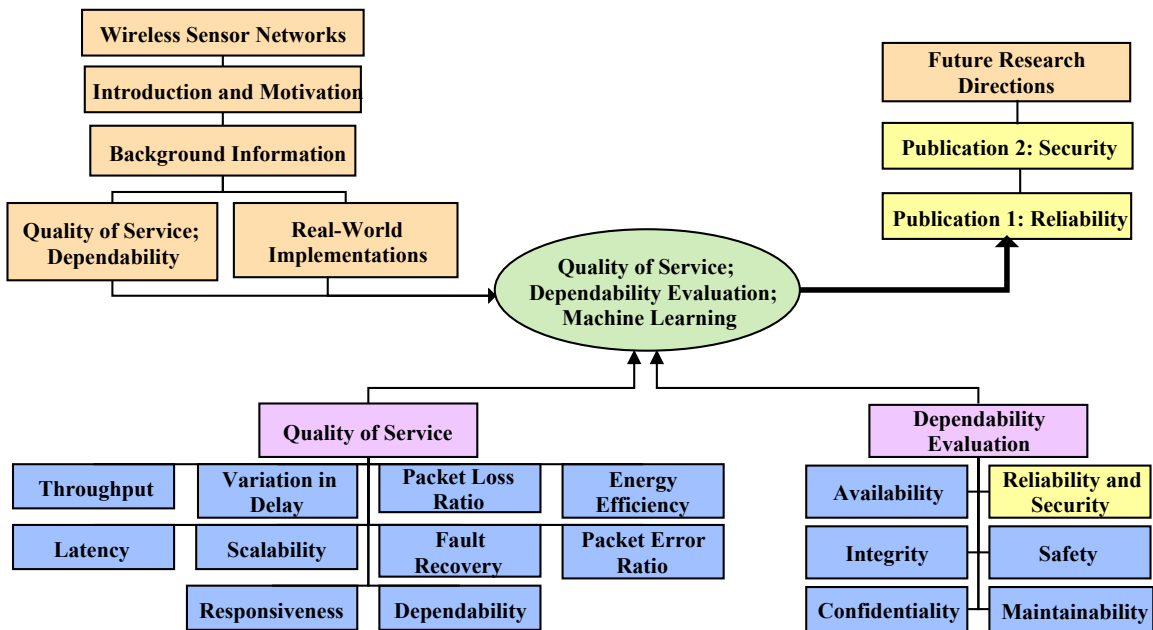 Wireless Sensor Networks
Introduction and Motivation
Background Information
Quality of Service;
Dependability
Real-World
Implementations
Future Research
Directions
Publication 2: Security
Publication 1: Reliability
Quality of Service;
Dependability Evaluation;
Machine Learning
Quality of Service
Throughput
Variation in
Delay
Packet Loss
Ratio
Energy
Efficiency
Latency
Scalability
Fault
Recovery
Packet Error
Ratio
Responsiveness
Dependability
Dependability
Evaluation
Availability
Reliability and
Security
Integrity
Safety
Confidentiality
Maintainability